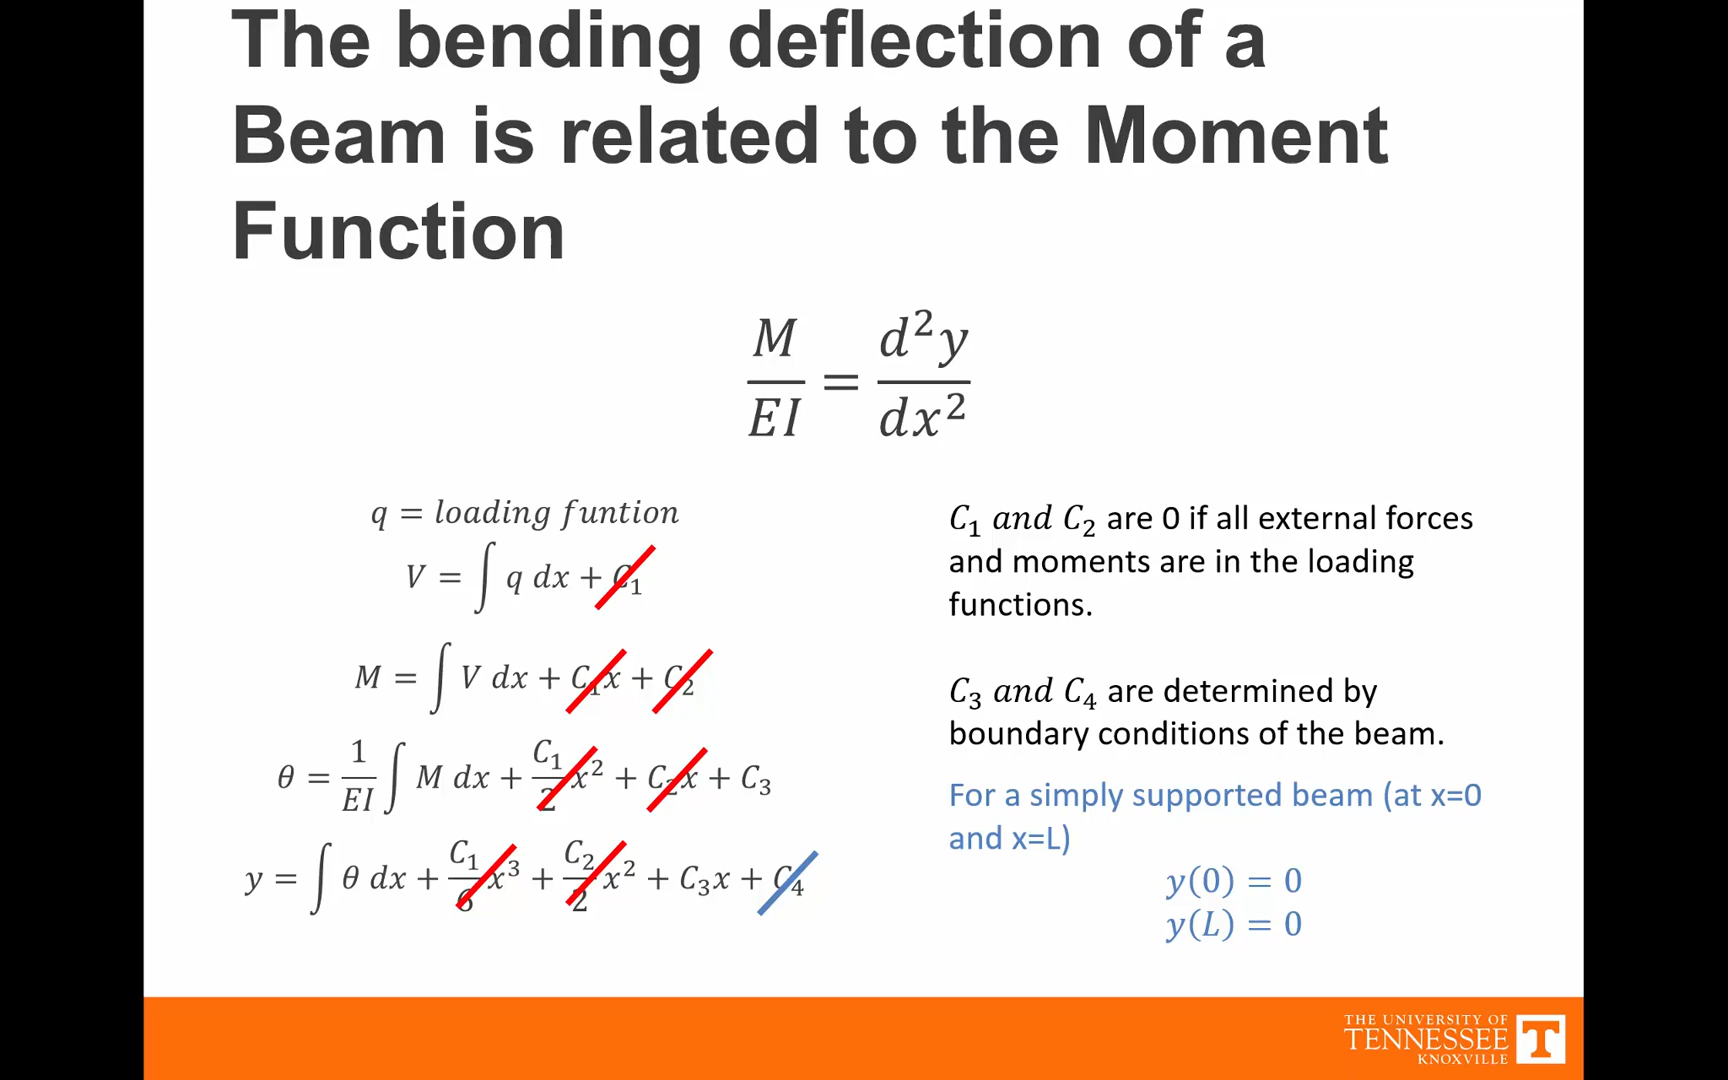 The bending deflection of a
Beam is related to the Moment
Function
M/EI = d²y/dx²
q = loading funtion
V = ∫ q dx + C₁
M = ∫ V dx + C₁x + C₂
θ = 1/EI ∫ M dx + C₁/2 x² + C₂x + C₃
y = ∫ θ dx + C₁/6 x³ + C₂/2 x² + C₃x + C₄
C₁ and C₂ are 0 if all external forces
and moments are in the loading
functions.
C₃ and C₄ are determined by
boundary conditions of the beam.
For a simply supported beam (at x=0
and x=L)
y(0) = 0
y(L) = 0
THE UNIVERSITY OF
TENNESSEE
KNOXVILLE
T